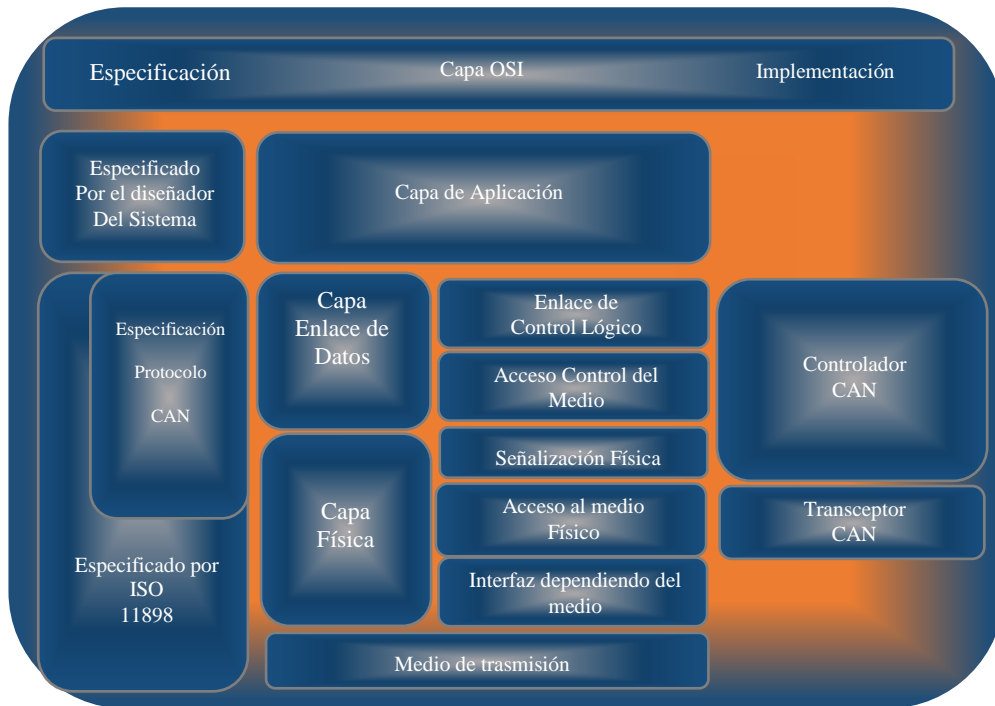 Especificación
Capa OSI
Implementación
Especificado
Por el diseñador
Del Sistema
Capa de Aplicación
Especificación
Protocolo
CAN
Especificado por
ISO
11898
Capa
Enlace de
Datos
Enlace de
Control Lógico
Acceso Control del
Medio
Capa
Física
Señalización Física
Acceso al medio
Físico
Interfaz dependiendo del
medio
Medio de trasmisión
Controlador
CAN
Transceptor
CAN